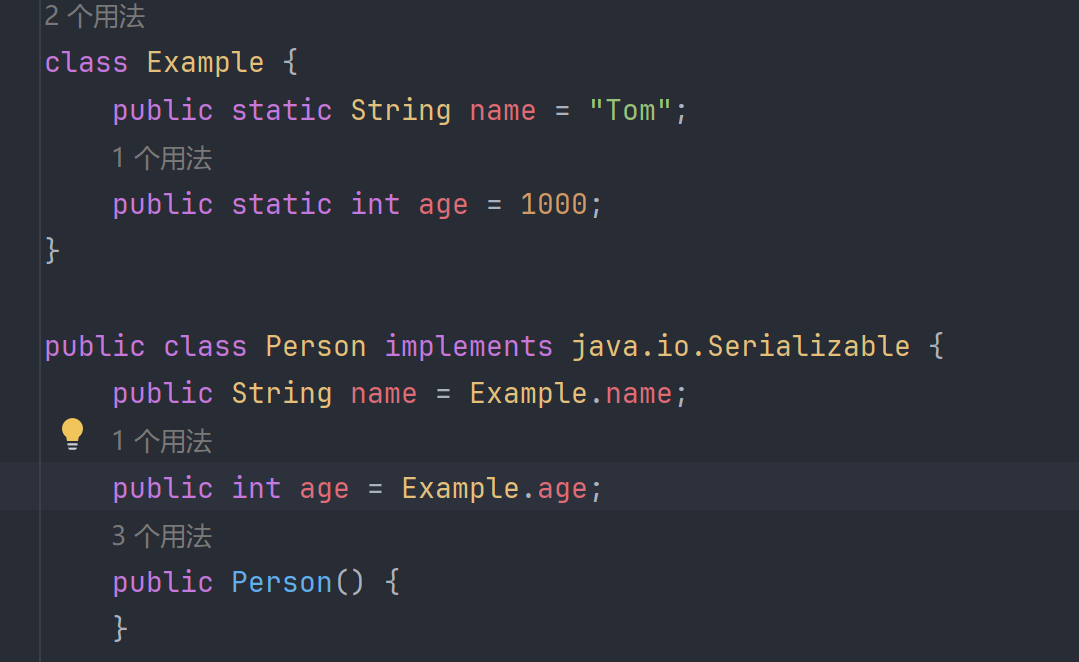 2 个用法
class Example {
public static String name = "Tom";
1 个用法
public static int age = 1000;
}
public class Person implements java.io.Serializable {
public String name = Example.name;
1 个用法
public int age = Example.age;
3 个用法
public Person() {
}